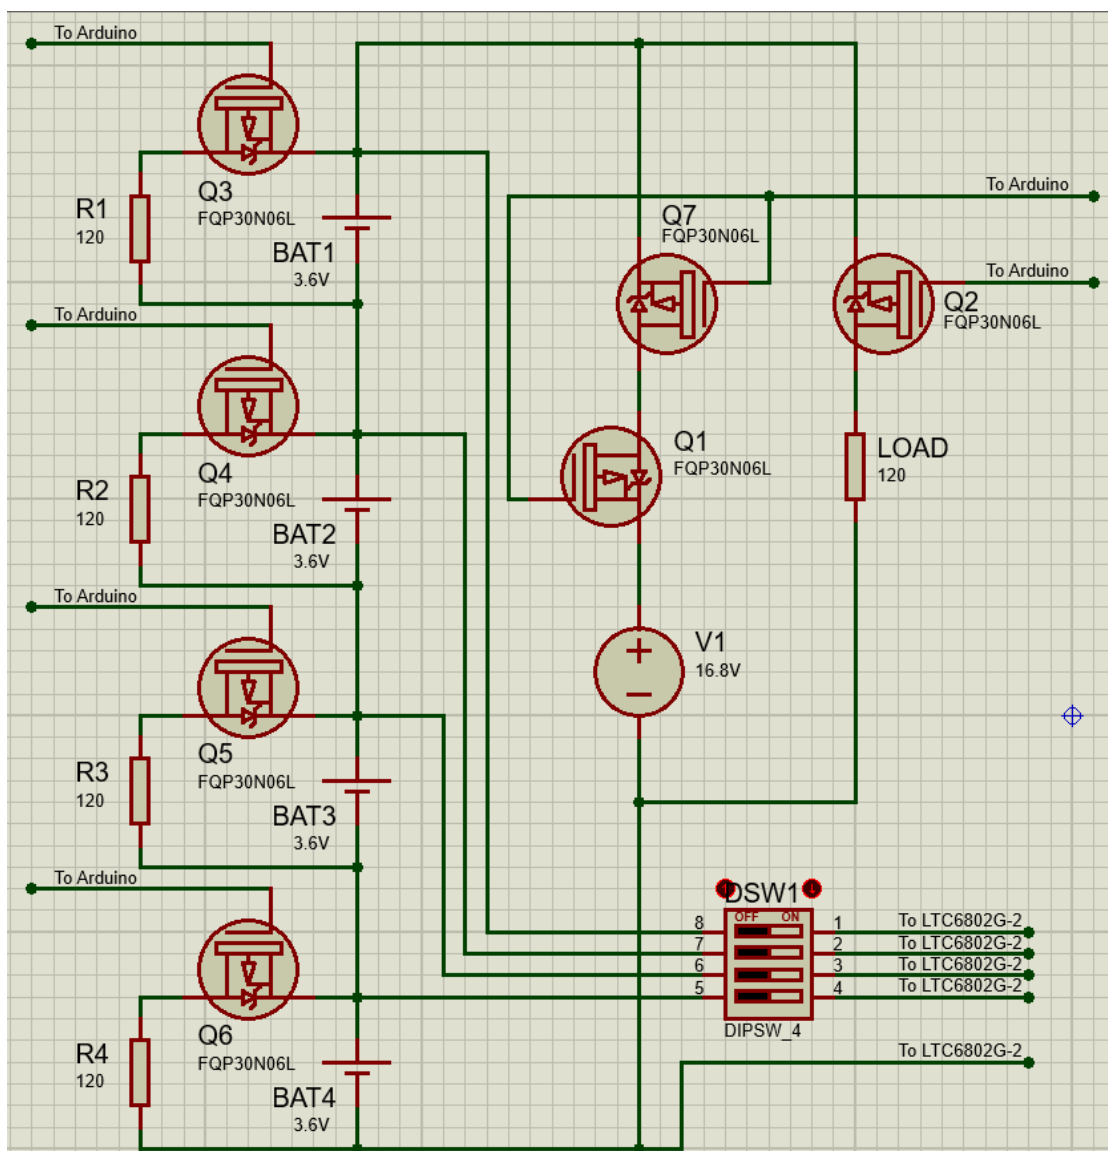 To Arduino
Q3
FQP30N06L
R1
120
BAT1
3.6V
To Arduino
Q4
FQP30N06L
R2
120
BAT2
3.6V
To Arduino
Q5
FQP30N06L
R3
120
BAT3
3.6V
To Arduino
Q6
FQP30N06L
R4
120
BAT4
3.6V
To Arduino
Q7
FQP30N06L
To Arduino
Q2
FQP30N06L
Q1
FQP30N06L
LOAD
120
V1
16.8V
DSW1
OFF ON
8 1 To LTC6802G-2
7 2 To LTC6802G-2
6 3 To LTC6802G-2
5 4 To LTC6802G-2
DIPSW_4
To LTC6802G-2